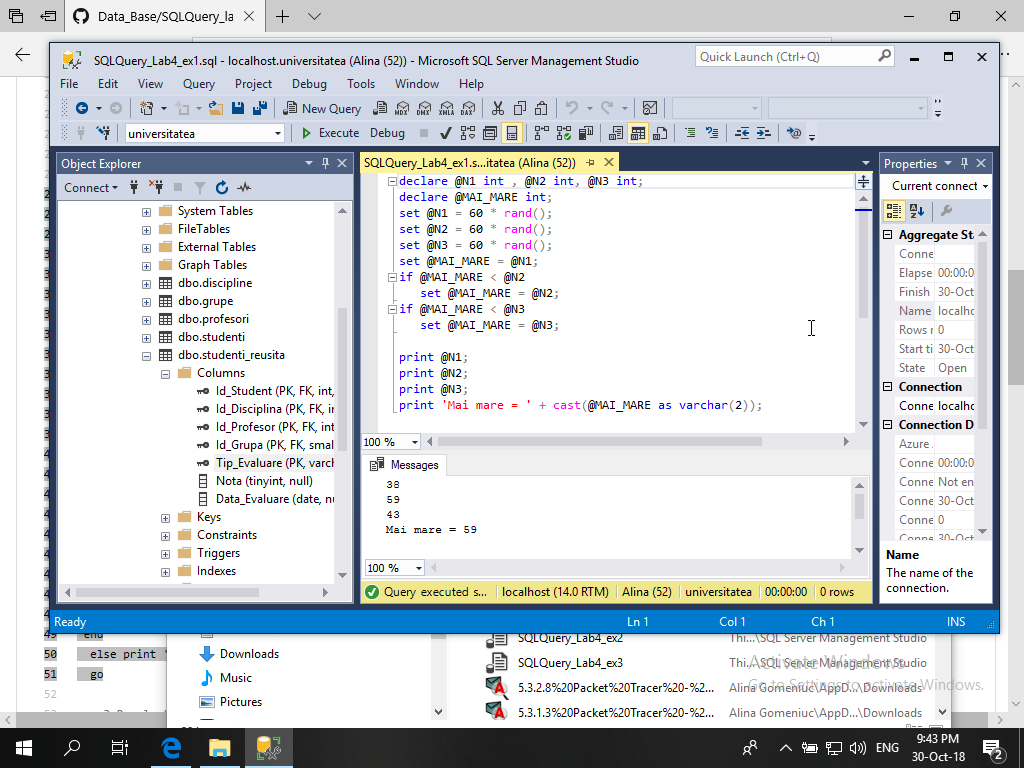 Data_Base/SQLQuery_la
SQLQuery_Lab4_ex1.sql - localhost.universitatea (Alina (52)) - Microsoft SQL Server Management Studio
Quick Launch (Ctrl+Q)
File Edit View Query Project Debug Tools Window Help
New Query
MDX DMX XMLA DAX
universitatea
Execute Debug
Object Explorer
Connect
System Tables
FileTables
External Tables
Graph Tables
dbo.discipline
dbo.grupe
dbo.profesori
dbo.studenti
dbo.studenti_reusita
Columns
Id_Student (PK, FK, int,
Id_Disciplina (PK, FK, i
Id_Profesor (PK, FK, int
Id_Grupa (PK, FK, smal
Tip_Evaluare (PK, varch
Nota (tinyint, null)
Data_Evaluare (date, nu
Keys
Constraints
Triggers
Indexes
SQLQuery_Lab4_ex1.s...itatea (Alina (52))
declare @N1 int , @N2 int, @N3 int;
declare @MAI_MARE int;
set @N1 = 60 * rand();
set @N2 = 60 * rand();
set @N3 = 60 * rand();
set @MAI_MARE = @N1;
if @MAI_MARE < @N2
set @MAI_MARE = @N2;
if @MAI_MARE < @N3
set @MAI_MARE = @N3;
print @N1;
print @N2;
print @N3;
print 'Mai mare = ' + cast(@MAI_MARE as varchar(2));
100 %
Messages
38
59
43
Mai mare = 59
100 %
Query executed s... localhost (14.0 RTM) Alina (52) universitatea 00:00:00 0 rows
Properties
Current connect
Aggregate St
Conne
Elapse 00:00:0
Finish 30-Oct
Name localhc
Rows r 0
Start ti 30-Oct
State Open
Connection
Conne localhc
Connection D
Azure .
Conne 00:00:0
Conne Not en
Conne 30-Oct
Conne 0
Conne 30-Oct
Name
The name of the
connection.
Ready Ln 1 Col 1 Ch 1 INS
49 end
50 else print '
51 go
52
Downloads
Music
Pictures
SQLQuery_Lab4_ex2 Thi...\SQL Server Management Studio
SQLQuery_Lab4_ex3 Thi...\SQL Server Management Studio
5.3.2.8%20Packet%20Tracer%20-%2... Alina Gomeniuc\AppD...\Downloads
5.3.1.3%20Packet%20Tracer%20-%2... Alina Gomeniuc\AppD...\Downloads
Activate Windows
Go to Settings to activate Windows.
ENG
9:43 PM
30-Oct-18
2